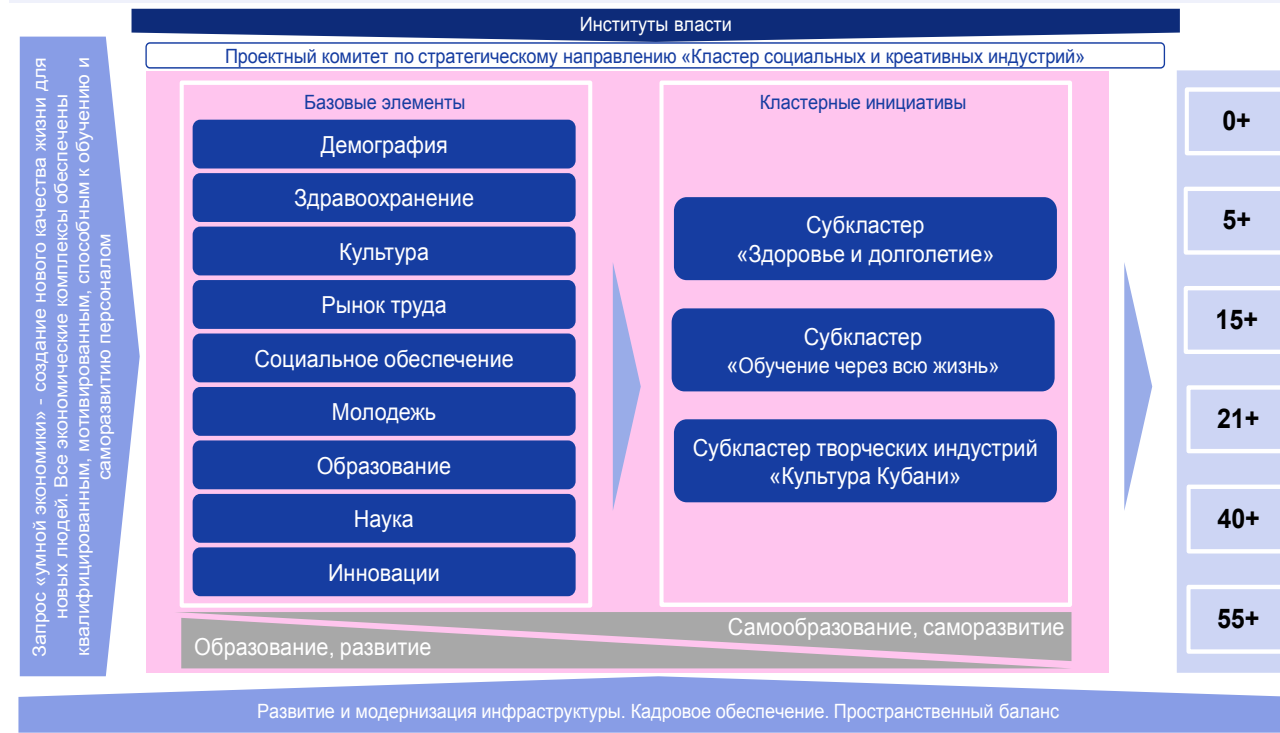 Институты власти
Проектный комитет по стратегическому направлению «Кластер социальных и креативных индустрий»
Запрос «умной экономики» - создание нового качества жизни для
новых людей. Все экономические комплексы обеспечены
квалифицированным, мотивированным, способным к обучению и
саморазвитию персоналом
Базовые элементы
Демография
Здравоохранение
Культура
Рынок труда
Социальное обеспечение
Молодежь
Образование
Наука
Инновации
Кластерные инициативы
Субкластер
«Здоровье и долголетие»
Субкластер
«Обучение через всю жизнь»
Субкластер творческих индустрий
«Культура Кубани»
0+
5+
15+
21+
40+
55+
Самообразование, саморазвитие
Образование, развитие
Развитие и модернизация инфраструктуры. Кадровое обеспечение. Пространственный баланс